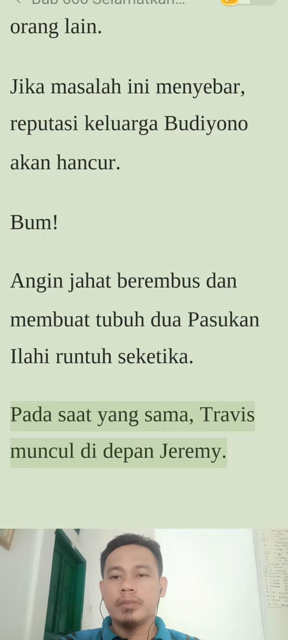 orang lain.
Jika masalah ini menyebar,
reputasi keluarga Budiyono
akan hancur.
Bum!
Angin jahat berembus dan
membuat tubuh dua Pasukan
Ilahi runtuh seketika.
Pada saat yang sama, Travis
muncul di depan Jeremy.